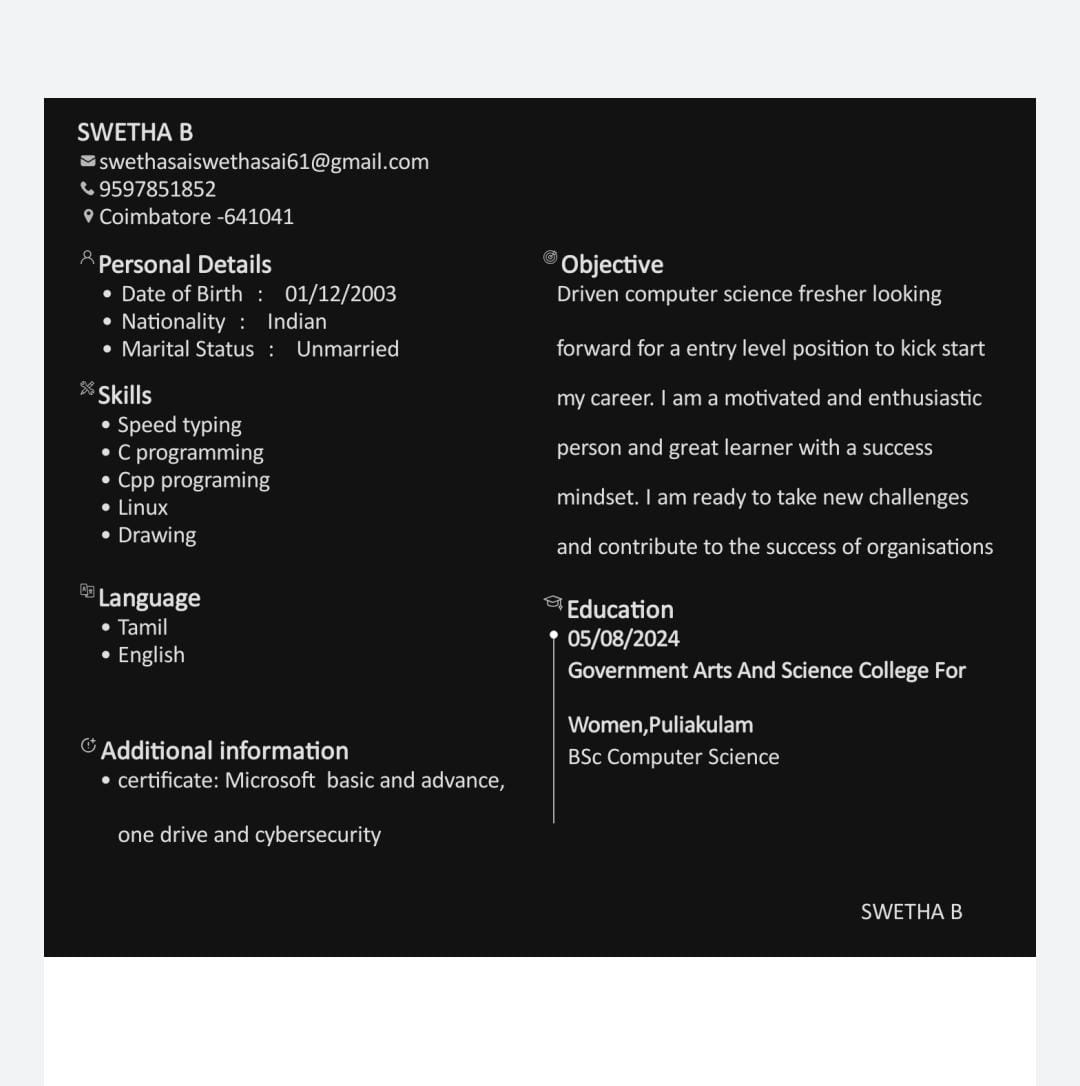 SWETHA B
swethasaiswethasai61@gmail.com
9597851852
Coimbatore -641041
Personal Details
• Date of Birth : 01/12/2003
• Nationality : Indian
• Marital Status : Unmarried
Skills
• Speed typing
• C programming
• Cpp programing
• Linux
• Drawing
Language
• Tamil
• English
Additional information
• certificate: Microsoft basic and advance,
one drive and cybersecurity
Objective
Driven computer science fresher looking
forward for a entry level position to kick start
my career. I am a motivated and enthusiastic
person and great learner with a success
mindset. I am ready to take new challenges
and contribute to the success of organisations
Education
05/08/2024
Government Arts And Science College For
Women,Puliakulam
BSc Computer Science
SWETHA B